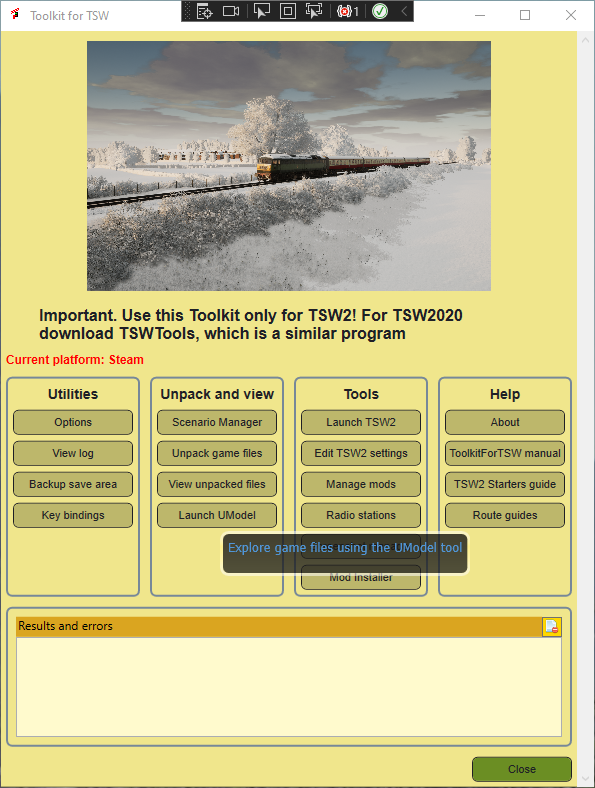 Toolkit for TSW
1
Important. Use this Toolkit only for TSW2! For TSW2020
download TSWTools, which is a similar program
Current platform: Steam
Utilities
Options
View log
Backup save area
Key bindings
Unpack and view
Scenario Manager
Unpack game files
View unpacked files
Launch UModel
Tools
Launch TSW2
Edit TSW2 settings
Manage mods
Radio stations
Mod Installer
Help
About
ToolkitForTSW manual
TSW2 Starters guide
Route guides
Explore game files using the UModel tool
Results and errors
Close